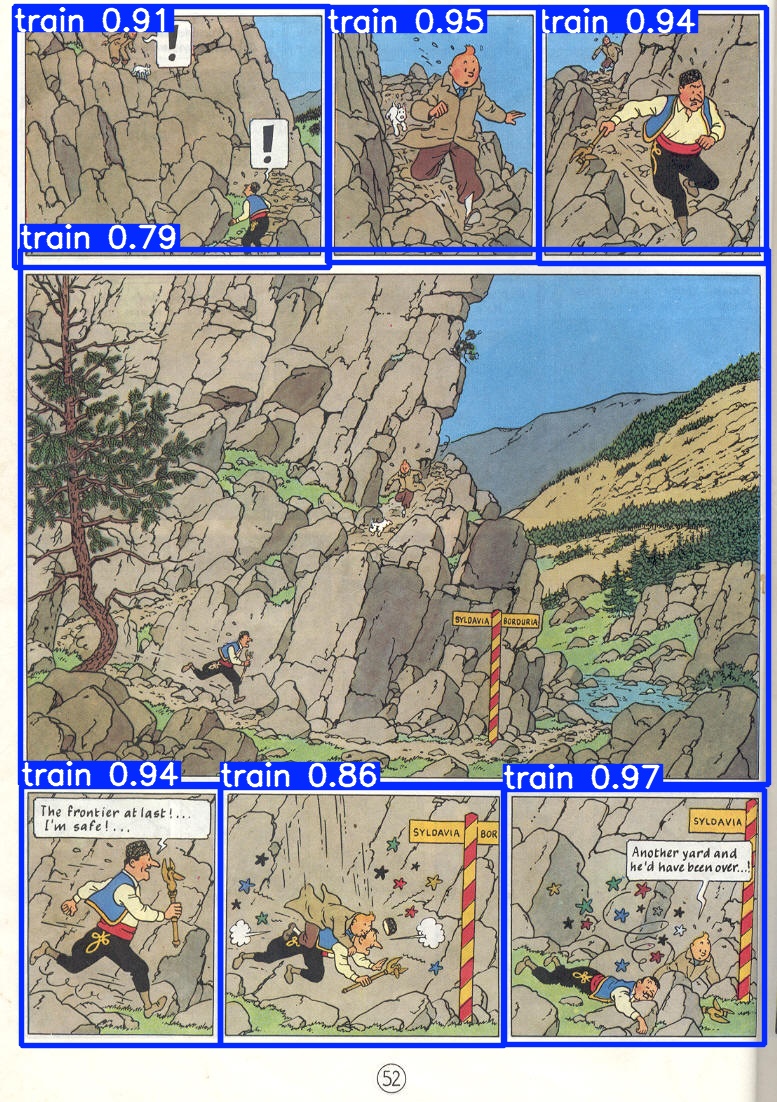 train 0.91
!
!
train 0.95
train 0.94
train 0.79
SYLDAVIA BORDURIA
train 0.94
The frontier at last!...
I'm safe!...
train 0.86
SYLDAVIA BOR
train 0.97
SYLDAVIA
Another yard and
he'd have been over...!
52